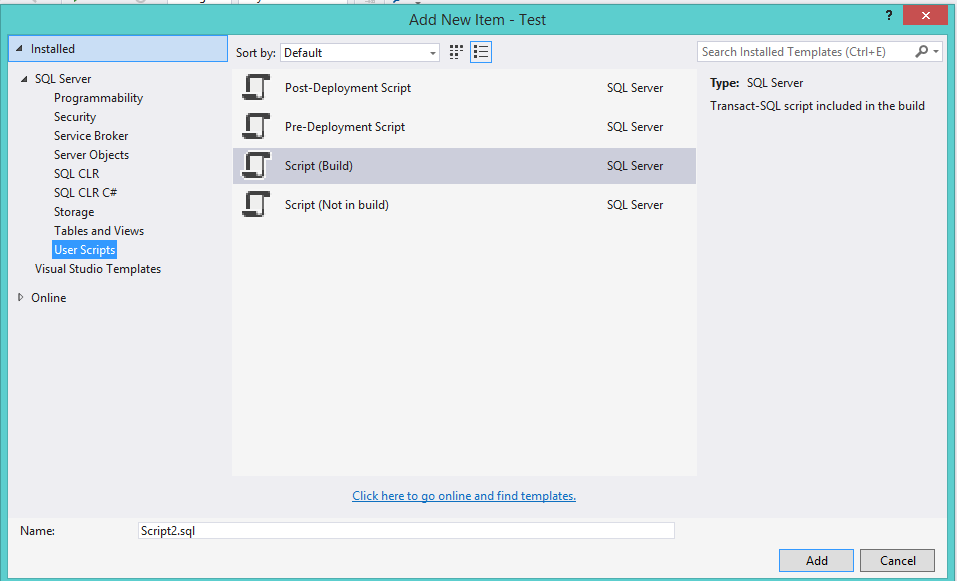 Add New Item - Test
?
Installed
Sort by: Default
Search Installed Templates (Ctrl+E)
SQL Server
Programmability
Security
Service Broker
Server Objects
SQL CLR
SQL CLR C#
Storage
Tables and Views
User Scripts
Visual Studio Templates
Online
Post-Deployment Script SQL Server
Pre-Deployment Script SQL Server
Script (Build) SQL Server
Script (Not in build) SQL Server
Type: SQL Server
Transact-SQL script included in the build
Click here to go online and find templates.
Name: Script2.sql
Add Cancel